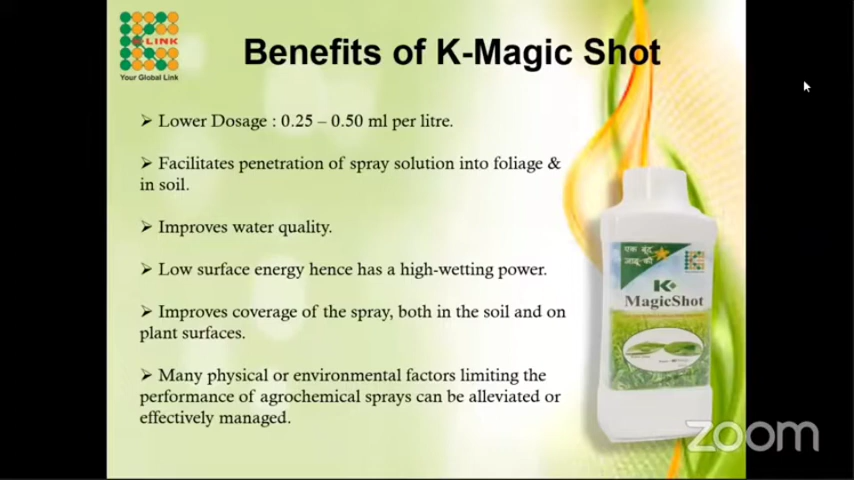 LINK
Your Global Link
Benefits of K-Magic Shot
➢ Lower Dosage : 0.25 – 0.50 ml per litre.
➢ Facilitates penetration of spray solution into foliage &
in soil.
➢ Improves water quality.
➢ Low surface energy hence has a high-wetting power.
➢ Improves coverage of the spray, both in the soil and on
plant surfaces.
➢ Many physical or environmental factors limiting the
performance of agrochemical sprays can be alleviated or
effectively managed.
एक बूंद
जादू की
K
MagicShot
zoom